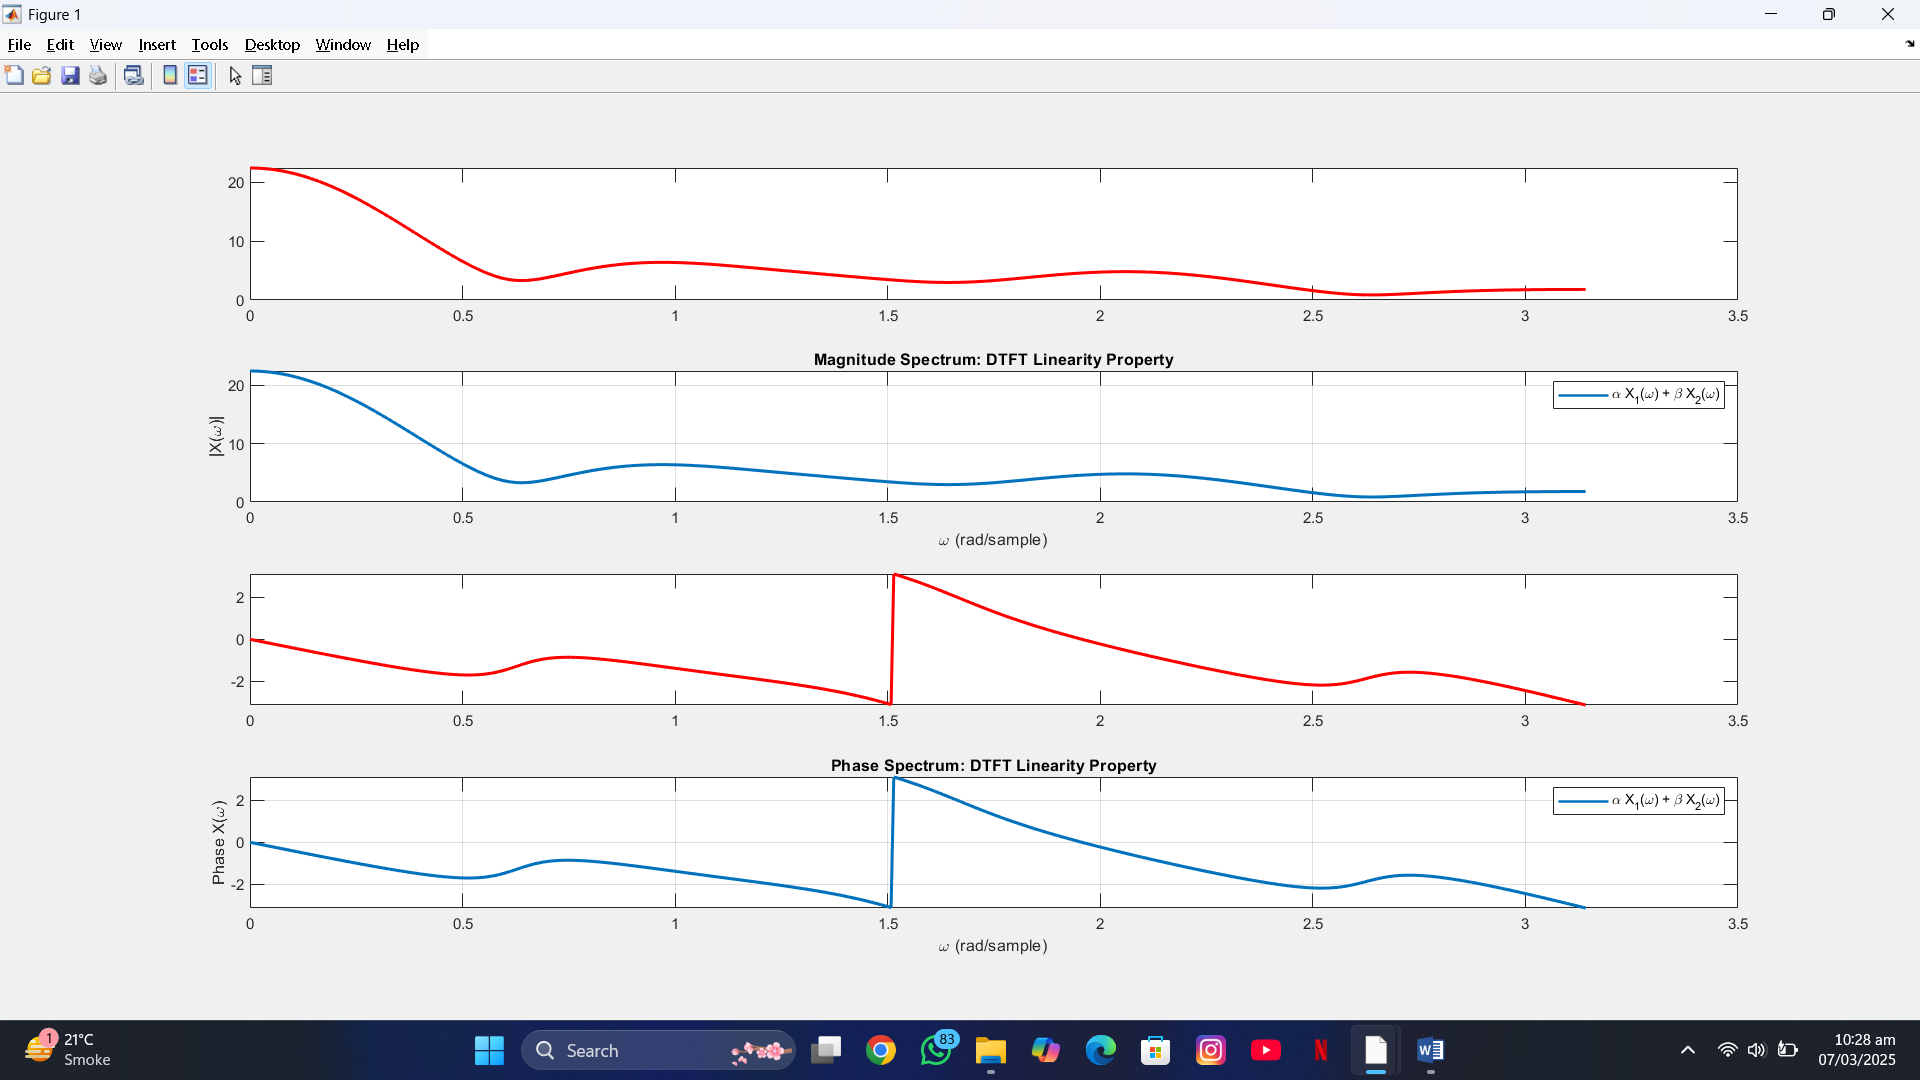 Figure 1
File Edit View Insert Tools Desktop Window Help
20
10
0
0 0.5 1 1.5 2 2.5 3 3.5
Magnitude Spectrum: DTFT Linearity Property
20
10
0
|X(ω)|
α X1(ω) + β X2(ω)
0 0.5 1 1.5 2 2.5 3 3.5
ω (rad/sample)
2
0
-2
0 0.5 1 1.5 2 2.5 3 3.5
Phase Spectrum: DTFT Linearity Property
2
0
-2
Phase X(ω)
α X1(ω) + β X2(ω)
0 0.5 1 1.5 2 2.5 3 3.5
ω (rad/sample)
1
21°C
Smoke
Search
83
N
W
10:28 am
07/03/2025